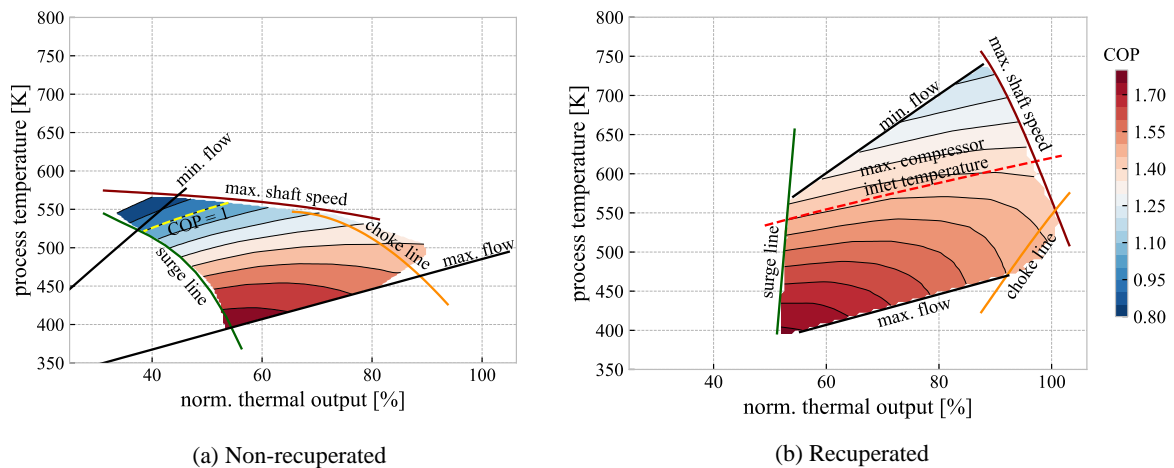 800
750
700
650
600
550
500
450
400
350
process temperature [K]
40
60
80
100
norm. thermal output [%]
min. flow
max. shaft speed
COP = 1
surge line
choke line
max. flow
(a) Non-recuperated
800
750
700
650
600
550
500
450
400
350
process temperature [K]
40
60
80
100
norm. thermal output [%]
min. flow
max. shaft speed
max. compressor
inlet temperature
surge line
max. flow
choke line
(b) Recuperated
COP
1.70
1.55
1.40
1.25
1.10
0.95
0.80